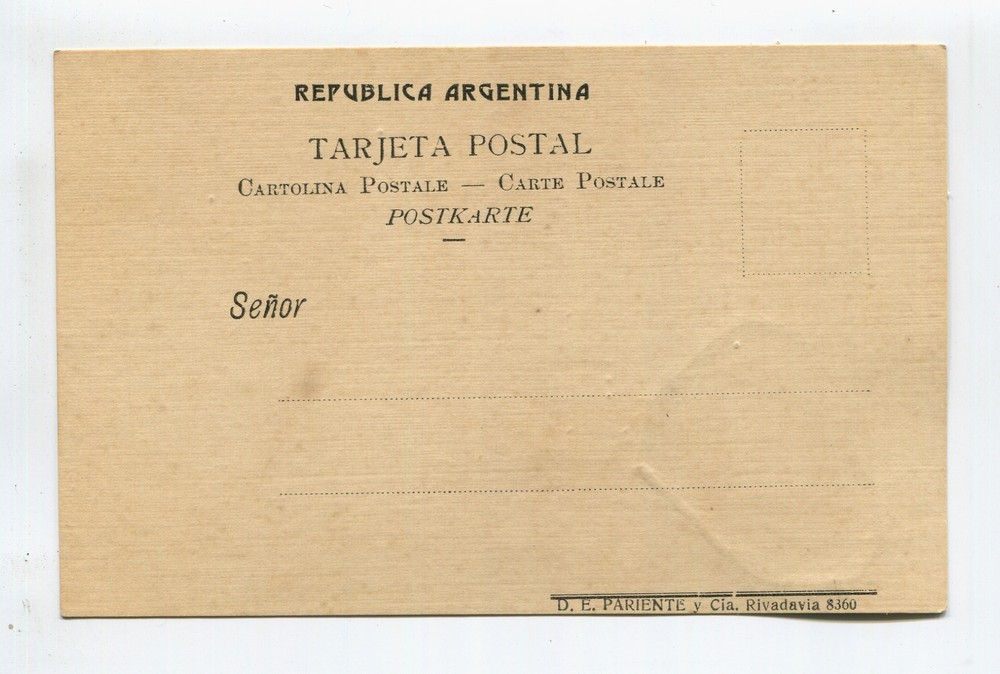 REPUBLICA ARGENTINA
TARJETA POSTAL
CARTOLINA POSTALE — CARTE POSTALE
POSTKARTE
Señor
D. E. PARIENTE y Cia. Rivadavia 8360